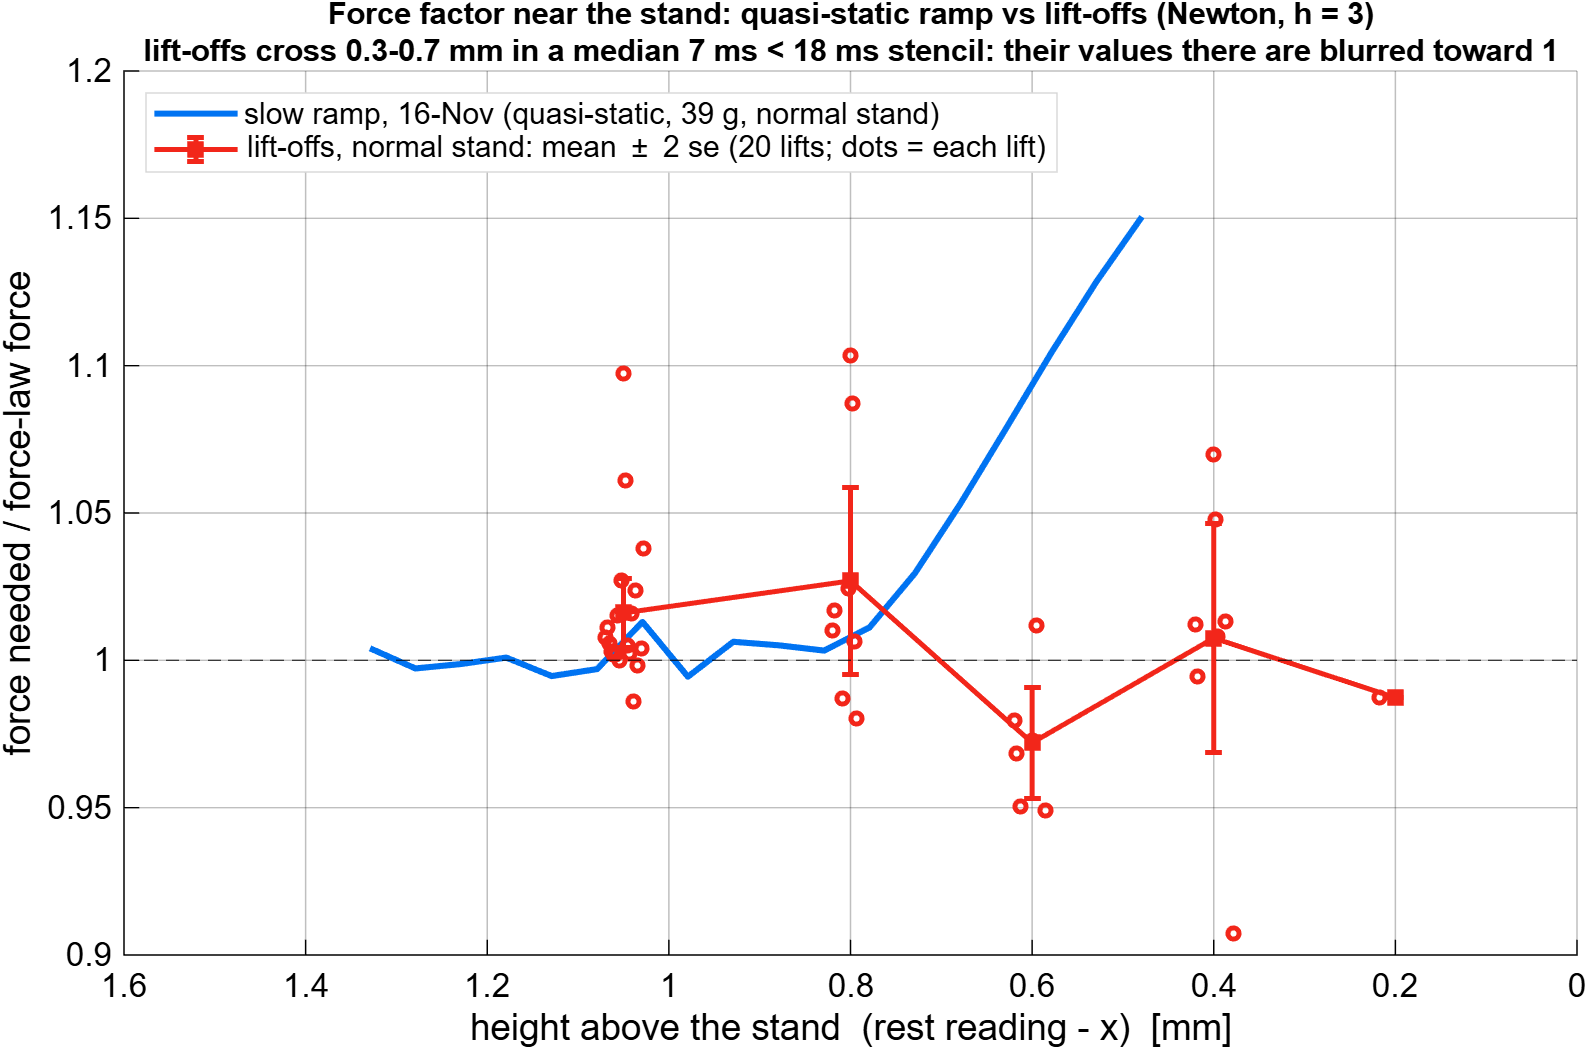 Force factor near the stand: quasi-static ramp vs lift-offs (Newton, h = 3)
lift-offs cross 0.3-0.7 mm in a median 7 ms < 18 ms stencil: their values there are blurred toward 1
slow ramp, 16-Nov (quasi-static, 39 g, normal stand)
lift-offs, normal stand: mean ± 2 se (20 lifts; dots = each lift)
force needed / force-law force
1.2
1.15
1.1
1.05
1
0.95
0.9
1.6 1.4 1.2 1 0.8 0.6 0.4 0.2 0
height above the stand (rest reading - x) [mm]